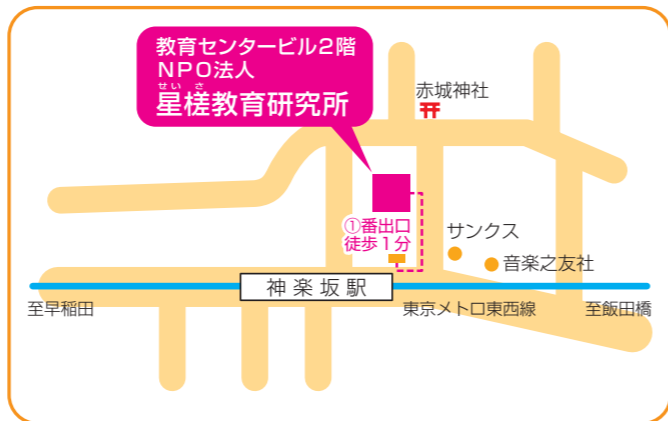 教育センタービル2階
NPO法人
せいさ
星槎教育研究所
赤城神社
①番出口
徒歩1分
サンクス
音楽之友社
神楽坂駅
至早稲田
東京メトロ東西線
至飯田橋